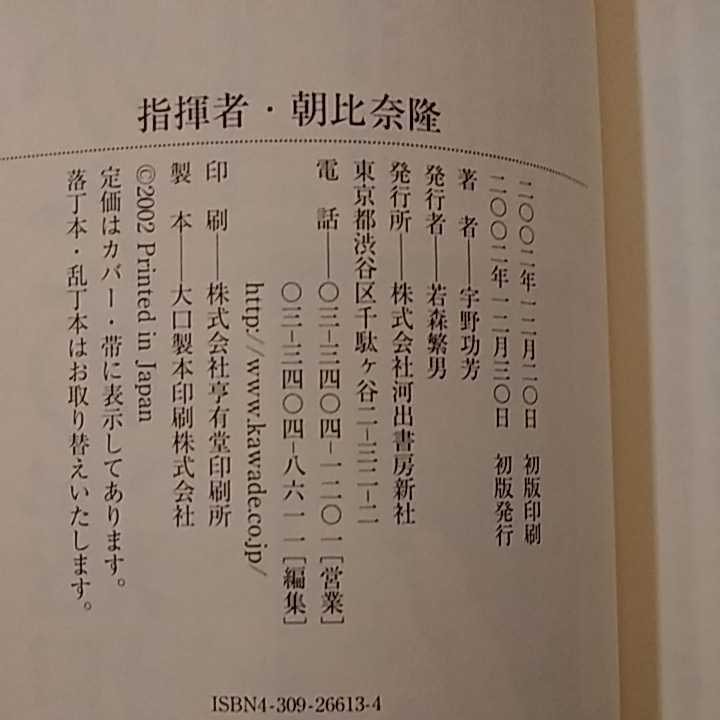 指揮者・朝比奈隆
二〇〇二年一二月二〇日　初版印刷
二〇〇二年一二月三〇日　初版発行
著　者──宇野功芳
発行者──若森繁男
発行所──株式会社河出書房新社
東京都渋谷区千駄ヶ谷二-三二-二
電　話──〇三-三四〇四-一二〇一[営業]
〇三-三四〇四-八六一一[編集]
http://www.kawade.co.jp/
印　刷──株式会社亨有堂印刷所
製　本──大口製本印刷株式会社
©2002 Printed in Japan
定価はカバー・帯に表示してあります。
落丁本・乱丁本はお取り替えいたします。
ISBN4-309-26613-4